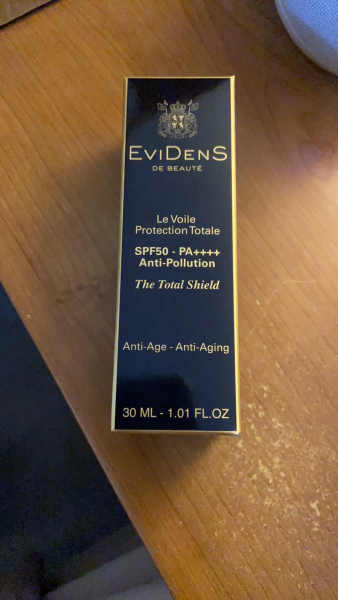 EVIDENS
DE BEAUTÉ
Le Voile
Protection Totale
SPF50 - PA++++
Anti-Pollution
The Total Shield
Anti-Age - Anti-Aging
30 ML - 1.01 FL.OZ